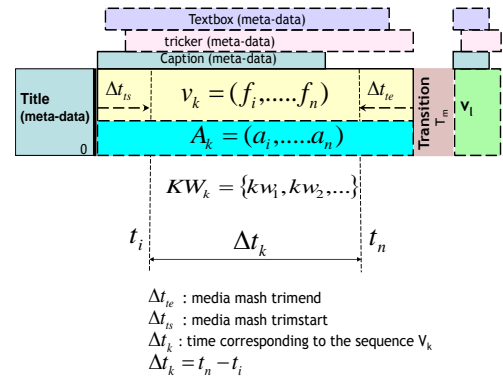 Textbox (meta-data)
tricker (meta-data)
Caption (meta-data)
Title
(meta-data)
0
Δt_ts
v_k = (f_i,.....f_n)
Δt_te
A_k = (a_i,.....a_n)
Transition
T_m
v_l
KW_k = {kw_1, kw_2,...}
t_i
Δt_k
t_n
Δt_te : media mash trimend
Δt_ts : media mash trimstart
Δt_k : time corresponding to the sequence V_k
Δt_k = t_n − t_i